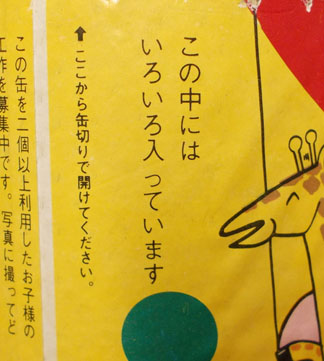 この中には
いろいろ入っています
↑ここから缶切りで開けてください。
この缶を二個以上利用したお子様の
工作を募集中です。写真に撮ってど